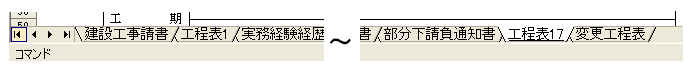 50 工　　期
建設工事請書/工程表1/実務経験経歴 ～ 書/部分下請負通知書\工程表17/変更工程表/
コマンド